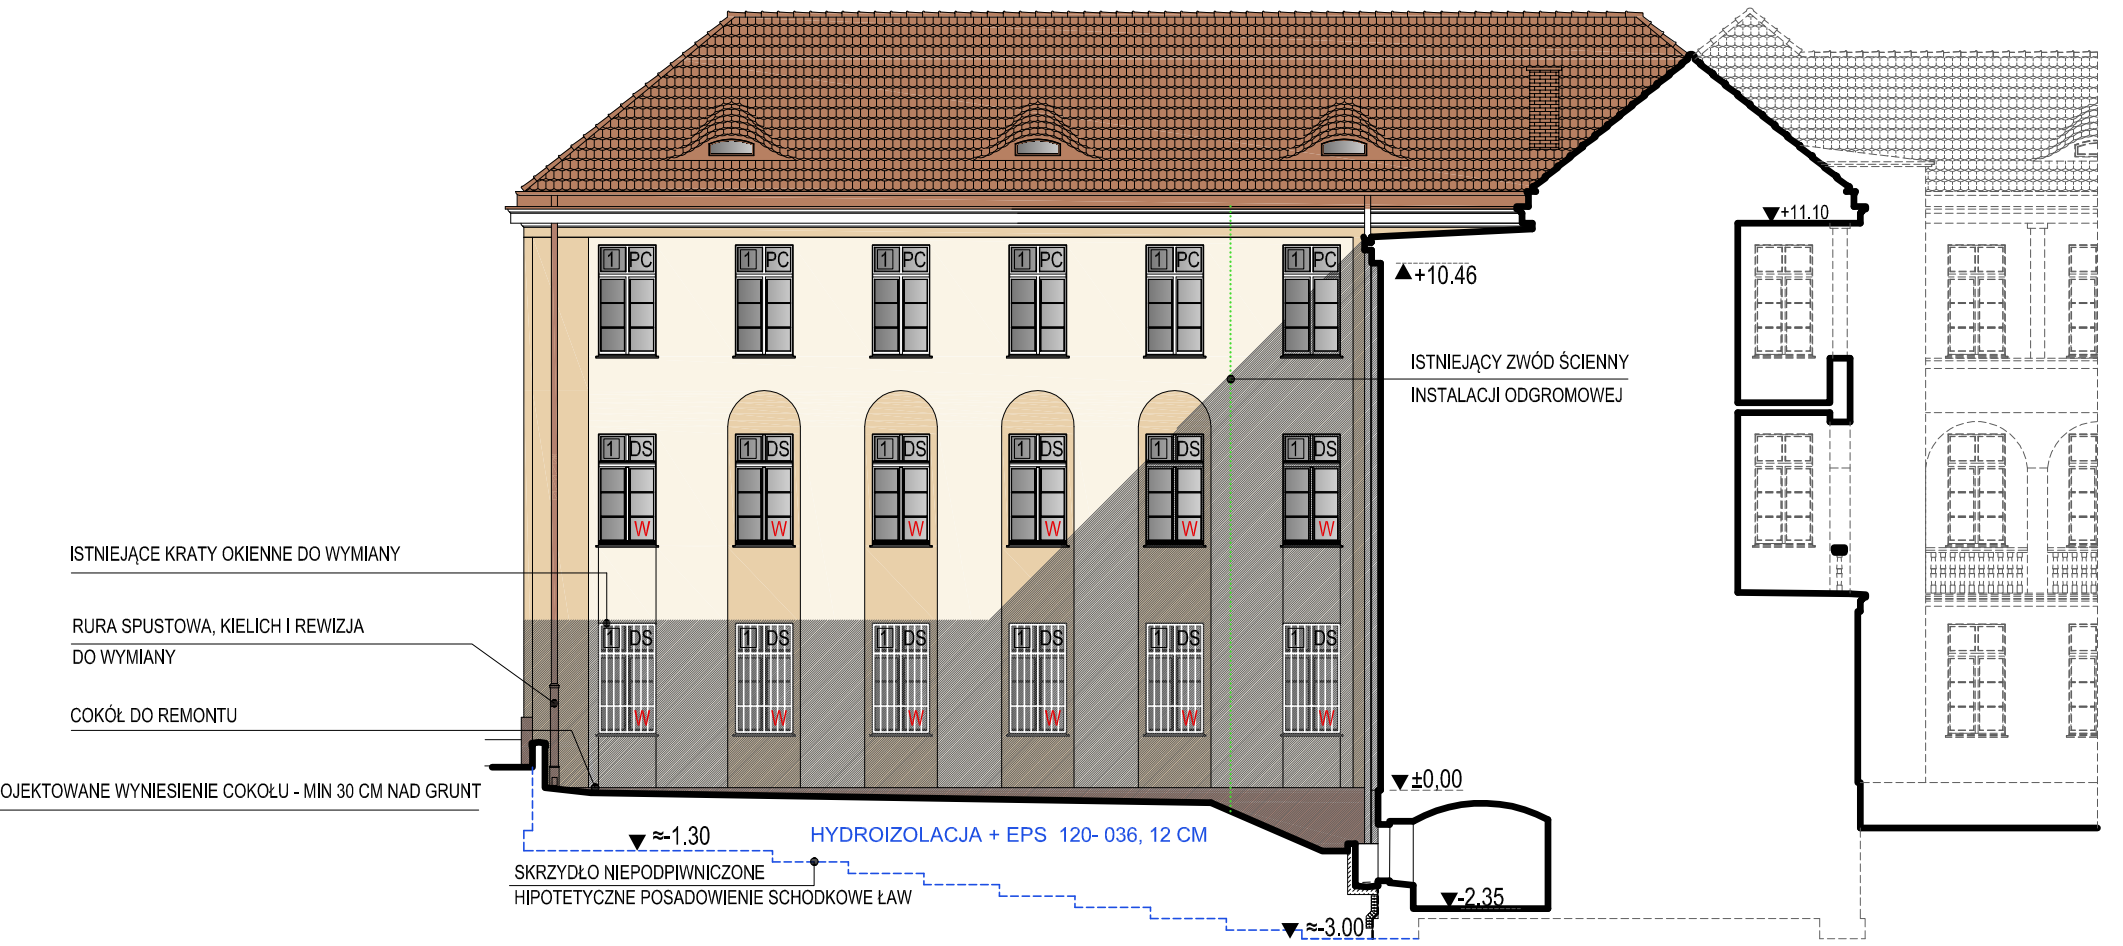 +11.10
1 PC 1 PC 1 PC 1 PC 1 PC 1 PC
+10.46
ISTNIEJĄCY ZWÓD ŚCIENNY
INSTALACJI ODGROMOWEJ
1 DS 1 DS 1 DS 1 DS 1 DS 1 DS
W W W W W W
ISTNIEJĄCE KRATY OKIENNE DO WYMIANY
RURA SPUSTOWA, KIELICH I REWIZJA
DO WYMIANY
1 DS 1 DS 1 DS 1 DS 1 DS 1 DS
W W W W W W
COKÓŁ DO REMONTU
OJEKTOWANE WYNIESIENIE COKOŁU - MIN 30 CM NAD GRUNT
±0,00
≈-1.30
HYDROIZOLACJA + EPS 120- 036, 12 CM
SKRZYDŁO NIEPODPIWNICZONE
HIPOTETYCZNE POSADOWIENIE SCHODKOWE ŁAW
-2.35
≈-3.00